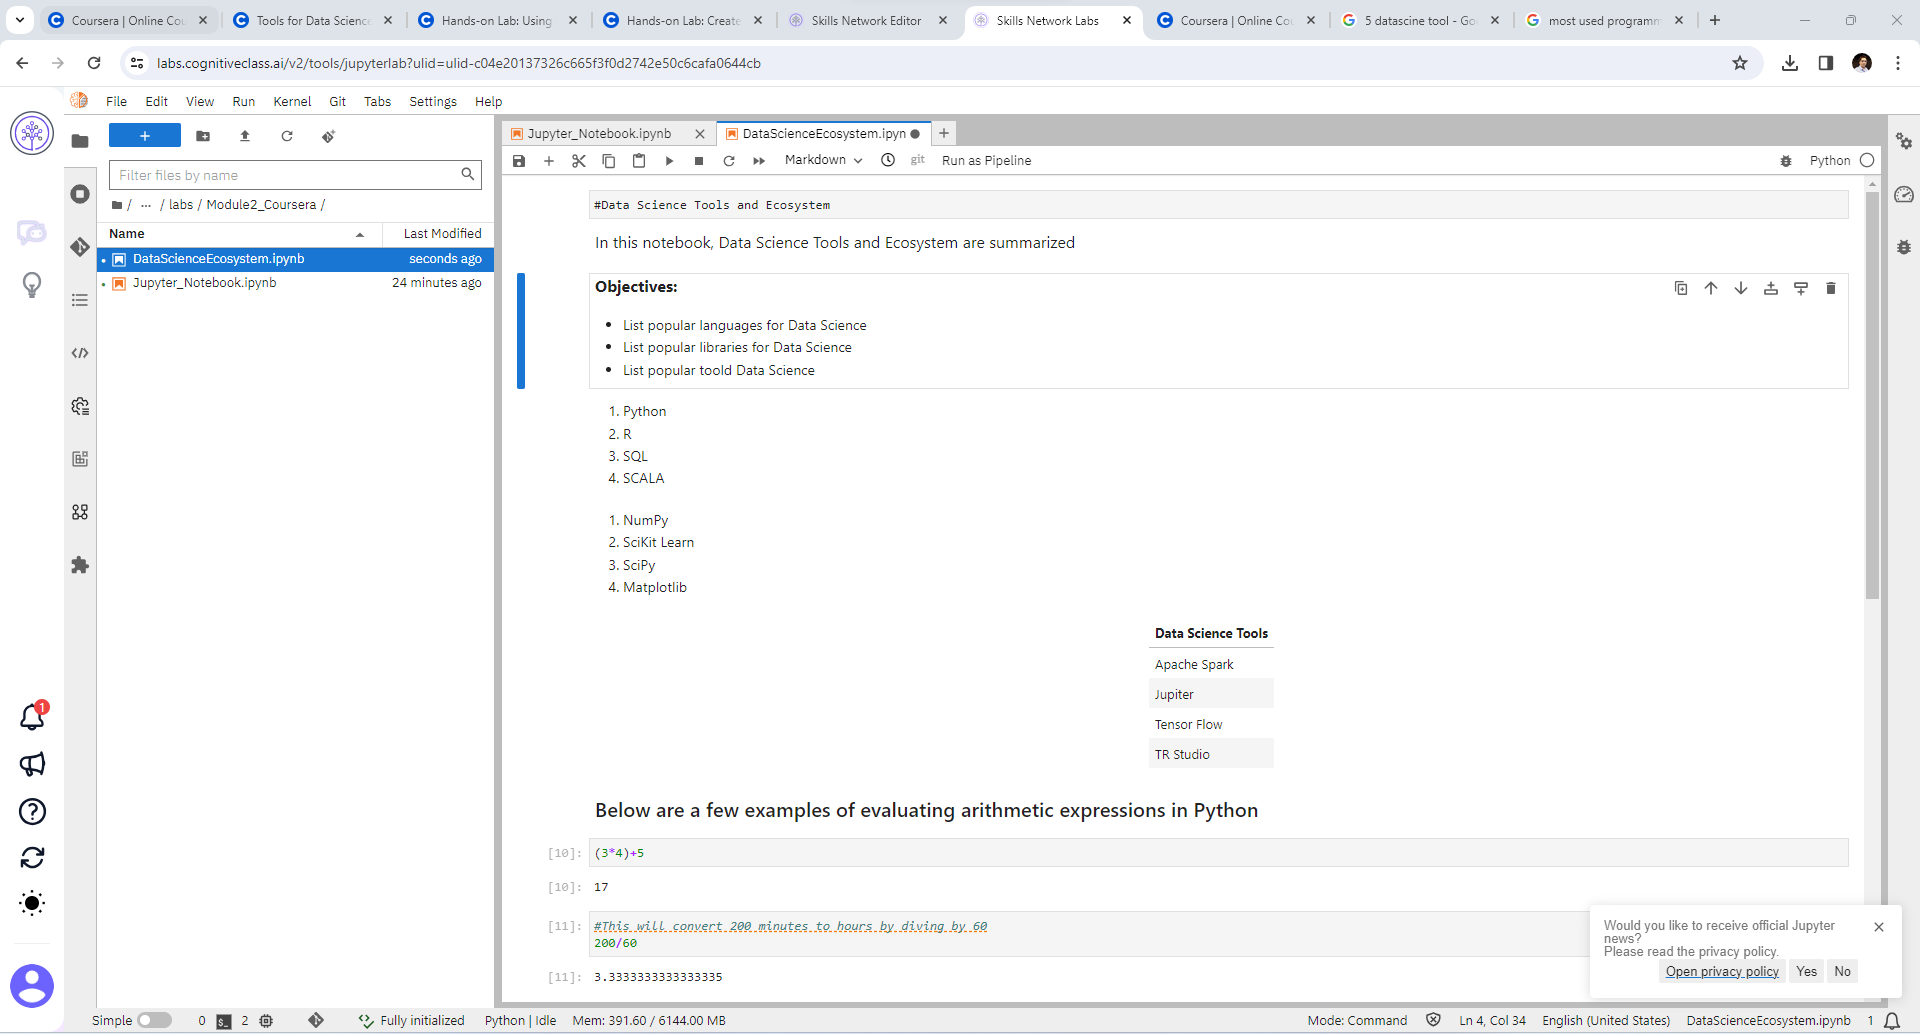 Coursera | Online Cou
Tools for Data Science
Hands-on Lab: Using
Hands-on Lab: Create
Skills Network Editor
Skills Network Labs
Coursera | Online Co
5 datascine tool - Go
most used programm
labs.cognitiveclass.ai/v2/tools/jupyterlab?ulid=ulid-c04e20137326c665f3f0d2742e50c6cafa0644cb
File Edit View Run Kernel Git Tabs Settings Help
Filter files by name
/ ... / labs / Module2_Coursera /
Name Last Modified
DataScienceEcosystem.ipynb seconds ago
Jupyter_Notebook.ipynb 24 minutes ago
Jupyter_Notebook.ipynb
DataScienceEcosystem.ipyn
Markdown git Run as Pipeline Python
#Data Science Tools and Ecosystem
In this notebook, Data Science Tools and Ecosystem are summarized
Objectives:
• List popular languages for Data Science
• List popular libraries for Data Science
• List popular toold Data Science
1. Python
2. R
3. SQL
4. SCALA
1. NumPy
2. SciKit Learn
3. SciPy
4. Matplotlib
Data Science Tools
Apache Spark
Jupiter
Tensor Flow
TR Studio
Below are a few examples of evaluating arithmetic expressions in Python
[10]: (3*4)+5
[10]: 17
[11]: #This will convert 200 minutes to hours by diving by 60
200/60
[11]: 3.3333333333333335
Would you like to receive official Jupyter
news?
Please read the privacy policy.
Open privacy policy Yes No
1
Simple 0 2 Fully initialized Python | Idle Mem: 391.60 / 6144.00 MB Mode: Command Ln 4, Col 34 English (United States) DataScienceEcosystem.ipynb 1